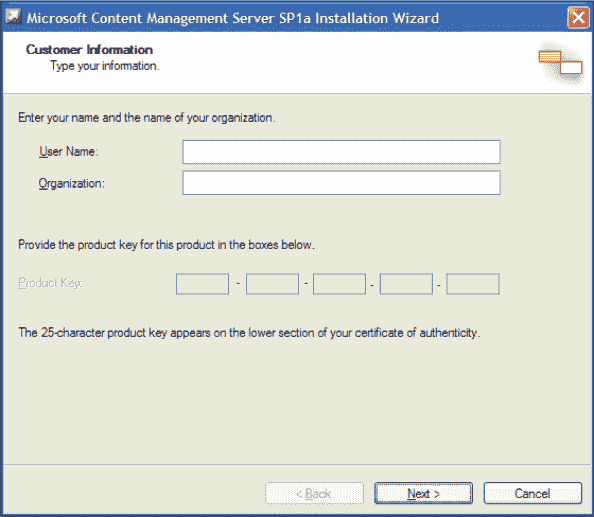 Microsoft Content Management Server SP1a Installation Wizard
Customer Information
Type your information.
Enter your name and the name of your organization.
User Name:
Organization:
Provide the product key for this product in the boxes below.
Product Key: - - - -
The 25-character product key appears on the lower section of your certificate of authenticity.
< Back Next > Cancel